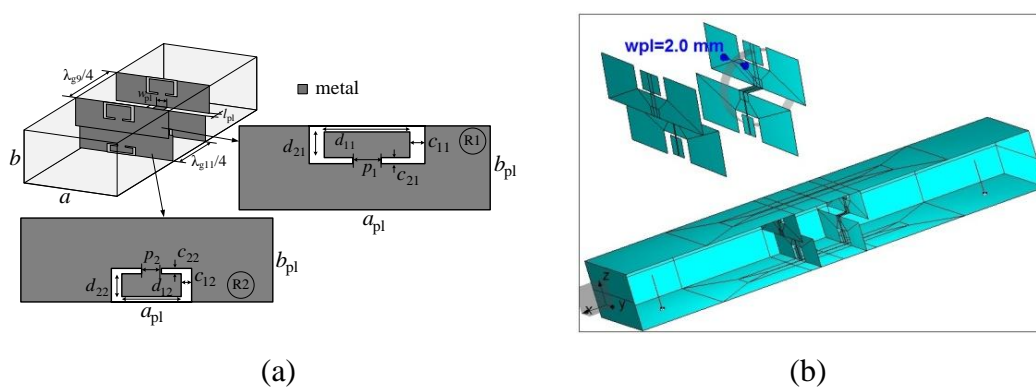 λg9/4
wpl
lpl
metal
b
λg11/4
a
d11
R1
d21
c11
bpl
p1
c21
apl
p2
c22
bpl
c12
d22
d12
R2
apl
(a)
wpl=2.0 mm
z
x
y
(b)